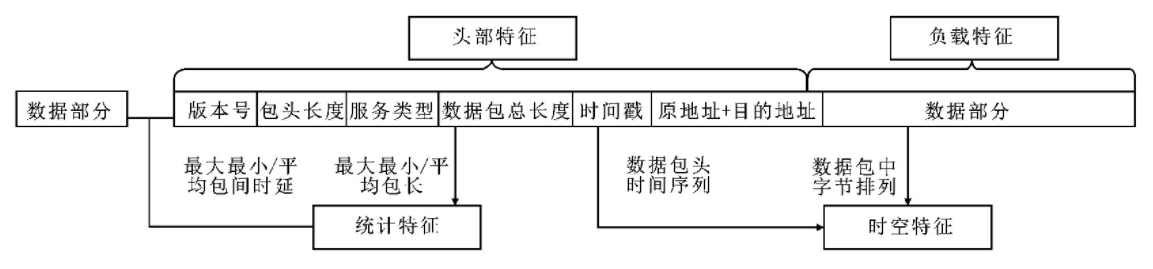 头部特征
负载特征
数据部分
版本号
包头长度
服务类型
数据包总长度
时间戳
原地址+目的地址
数据部分
最大最小/平
均包间时延
最大最小/平
均包长
数据包头
时间序列
数据包中
字节排列
统计特征
时空特征